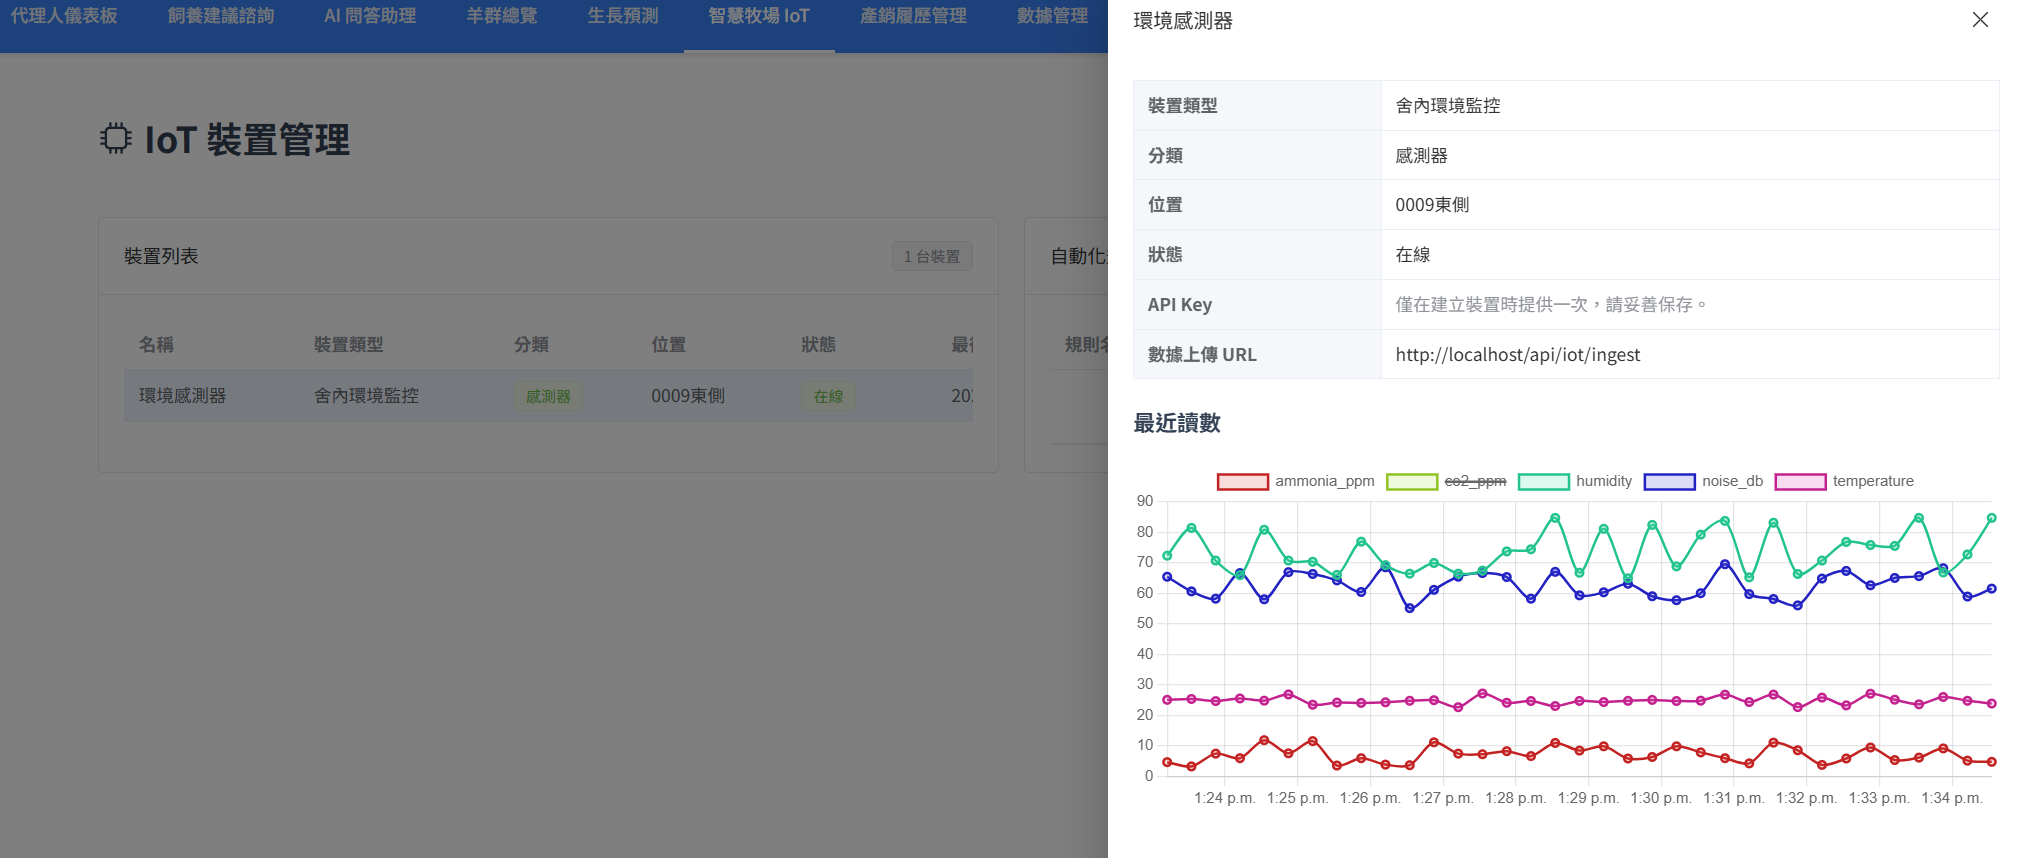 代理人儀表板 飼養建議諮詢 AI 問答助理 羊群總覽 生長預測 智慧牧場 IoT 產銷履歷管理 數據管理
IoT 裝置管理
裝置列表 1 台裝置
名稱 裝置類型 分類 位置 狀態
環境感測器 舍內環境監控 感測器 0009東側 在線
自動化
環境感測器
裝置類型 舍內環境監控
分類 感測器
位置 0009東側
狀態 在線
API Key 僅在建立裝置時提供一次，請妥善保存。
數據上傳 URL http://localhost/api/iot/ingest
最近讀數
ammonia_ppm co2_ppm humidity noise_db temperature
90
80
70
60
50
40
30
20
10
0
1:24 p.m. 1:25 p.m. 1:26 p.m. 1:27 p.m. 1:28 p.m. 1:29 p.m. 1:30 p.m. 1:31 p.m. 1:32 p.m. 1:33 p.m. 1:34 p.m.